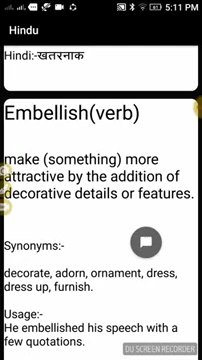 5:11 PM
Hindu
Hindi:-खतरनाक
Embellish(verb)
make (something) more
attractive by the addition of
decorative details or features.
Synonyms:-
decorate, adorn, ornament, dress,
dress up, furnish.
Usage:-
He embellished his speech with a
few quotations.
DU SCREEN RECORDER